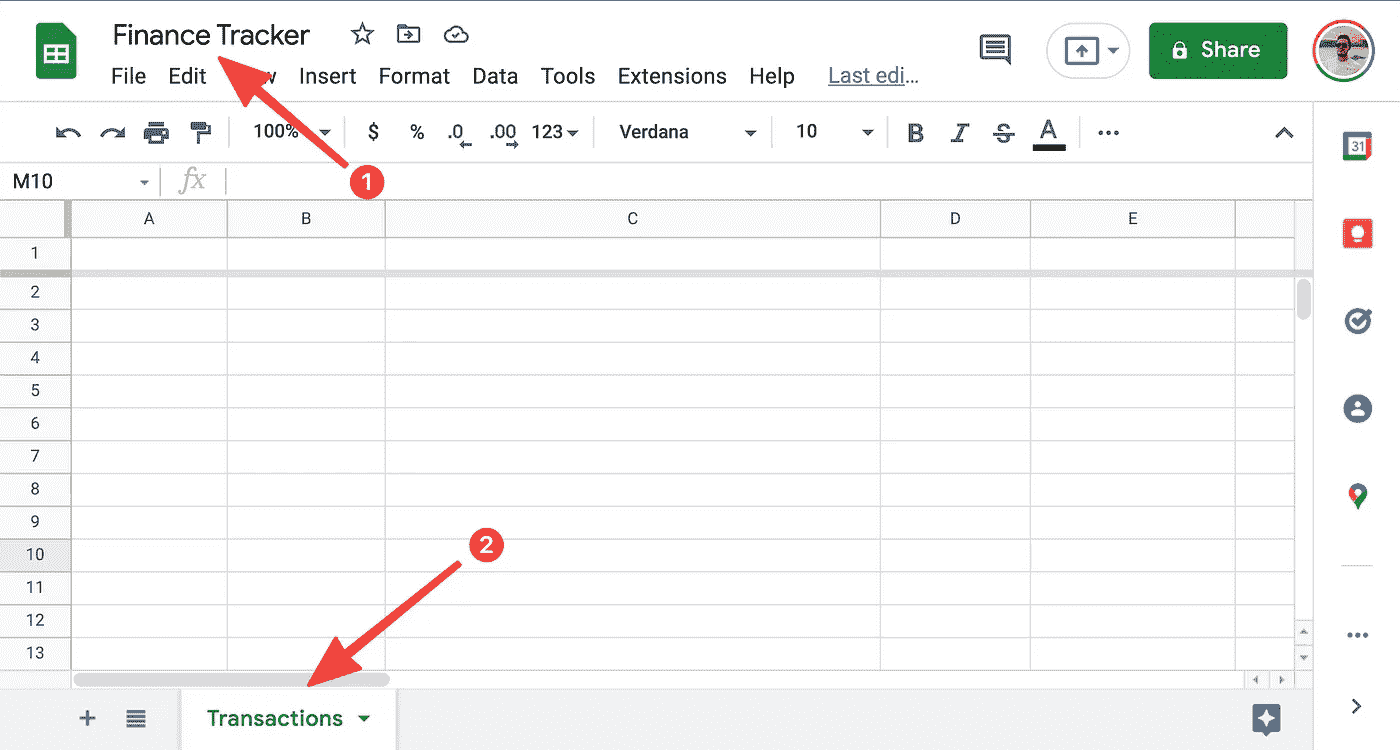 Finance Tracker
File Edit w Insert Format Data Tools Extensions Help Last edi...
Share
100% $ % .0 .00 123 Verdana 10 B I S A
31
M10 fx
1
A B C D E
1
2
3
4
5
6
7
8
9
2
10
11
12
13
+ Transactions